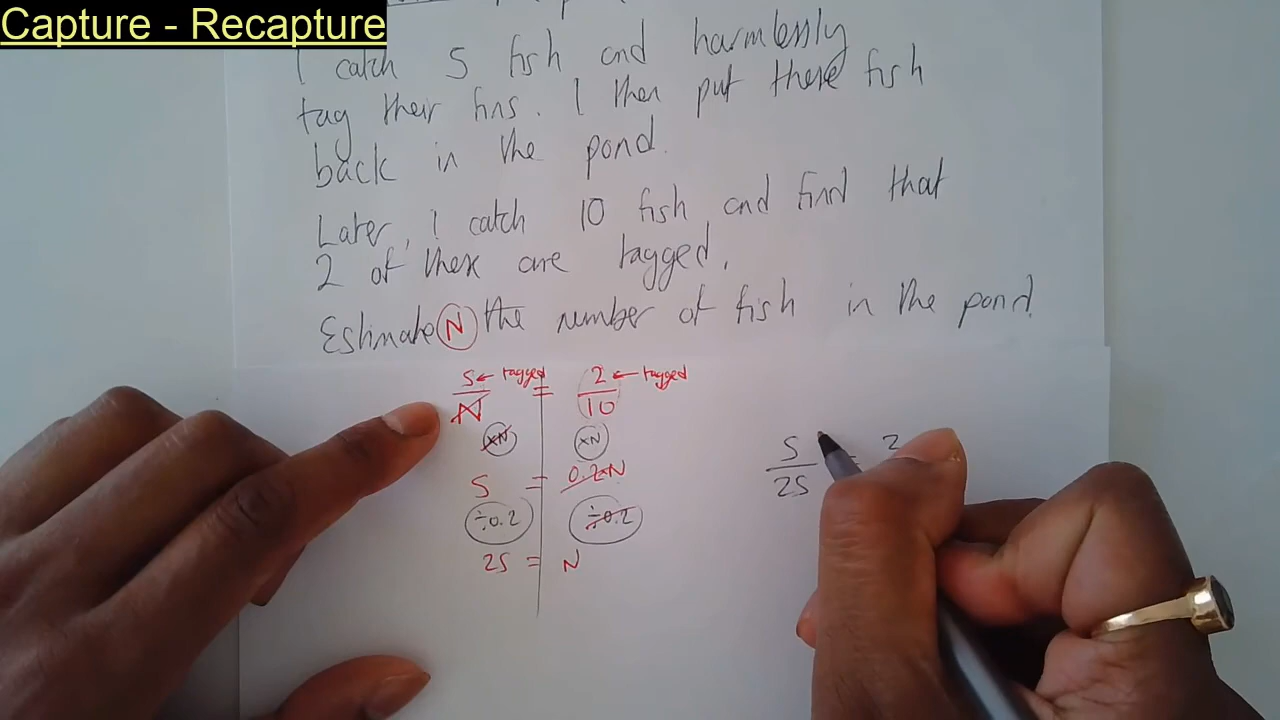 Capture - Recapture
I catch 5 fish and harmlessly
tag their fins. I then put these fish
back in the pond.
Later, I catch 10 fish and find that
2 of these are tagged.
Estimate N the number of fish in the pond.
5 ← tagged = 2 ← tagged
N 10
×N ×N
5 = 0.2×N
÷0.2 ÷0.2
25 = N
5 = 2
25